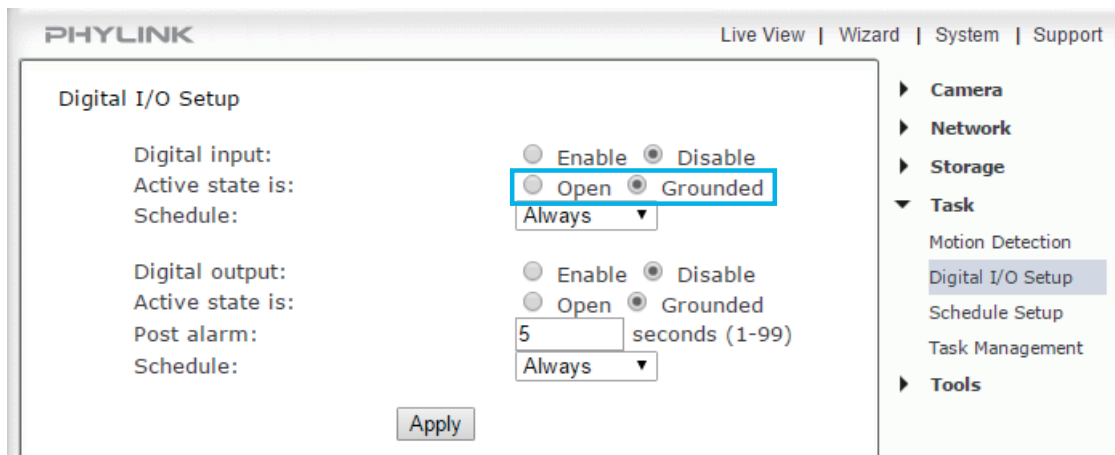 PHYLINK
Live View | Wizard | System | Support
Digital I/O Setup
Digital input: Enable Disable
Active state is: Open Grounded
Schedule: Always
Digital output: Enable Disable
Active state is: Open Grounded
Post alarm: 5 seconds (1-99)
Schedule: Always
Apply
Camera
Network
Storage
Task
Motion Detection
Digital I/O Setup
Schedule Setup
Task Management
Tools